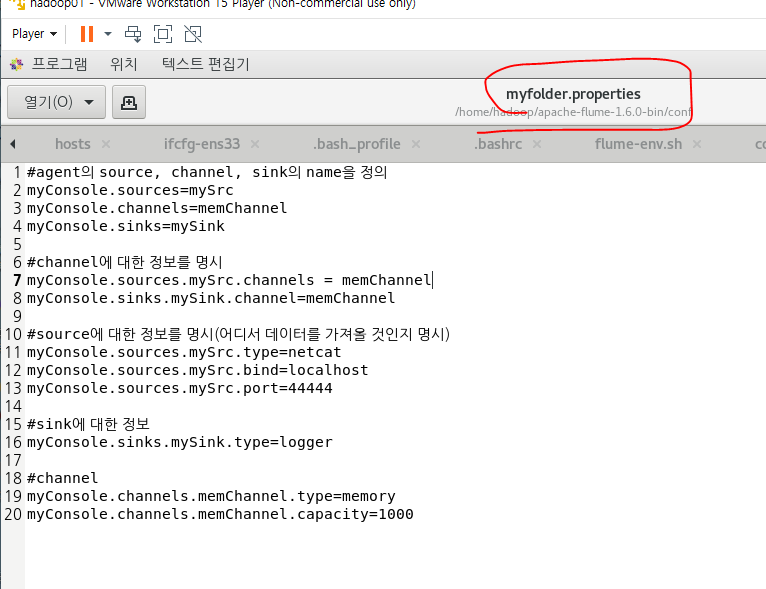 hadoop01 - VMware Workstation 15 Player (Non-commercial use only)
Player
프로그램 위치 텍스트 편집기
열기(O)
myfolder.properties
/home/hadoop/apache-flume-1.6.0-bin/conf
hosts × ifcfg-ens33 × .bash_profile × .bashrc × flume-env.sh × co
1 #agent의 source, channel, sink의 name을 정의
2 myConsole.sources=mySrc
3 myConsole.channels=memChannel
4 myConsole.sinks=mySink
5
6 #channel에 대한 정보를 명시
7 myConsole.sources.mySrc.channels = memChannel
8 myConsole.sinks.mySink.channel=memChannel
9
10 #source에 대한 정보를 명시(어디서 데이터를 가져올 것인지 명시)
11 myConsole.sources.mySrc.type=netcat
12 myConsole.sources.mySrc.bind=localhost
13 myConsole.sources.mySrc.port=44444
14
15 #sink에 대한 정보
16 myConsole.sinks.mySink.type=logger
17
18 #channel
19 myConsole.channels.memChannel.type=memory
20 myConsole.channels.memChannel.capacity=1000